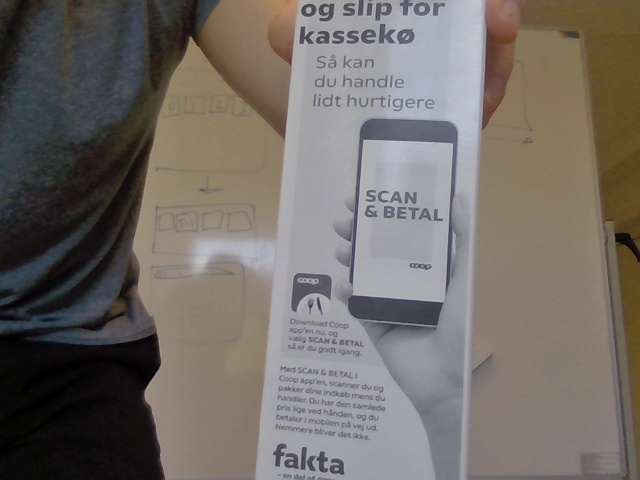 og slip for
kassekø
Så kan
du handle
lidt hurtigere
SCAN
& BETAL
coop
coop
Download Coop
app'en nu, og
vælg SCAN & BETAL
så er du godt igang.
Med SCAN & BETAL i
Coop app'en, scanner du og
pakker dine indkøb mens du
handler. Du har den samlede
pris lige ved hånden, og du
betaler i mobilen på vej ud.
Nemmere bliver det ikke.
fakta
- en del af